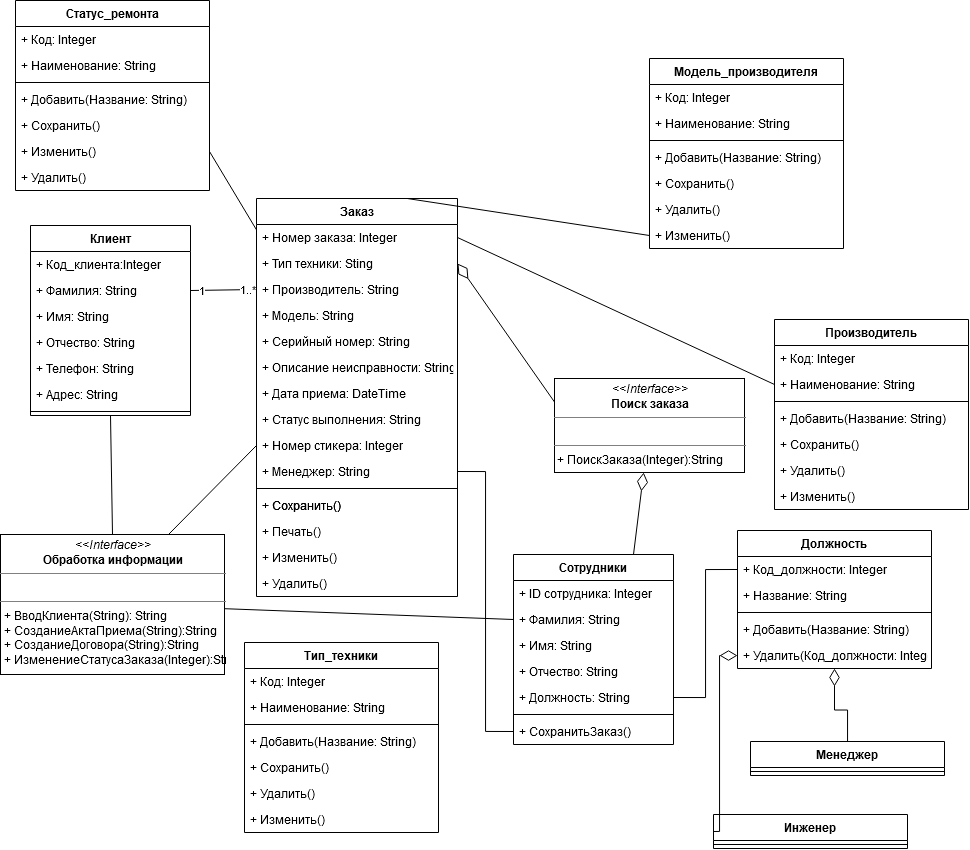 Статус_ремонта
+ Код: Integer
+ Наименование: String
+ Добавить(Название: String)
+ Сохранить()
+ Изменить()
+ Удалить()
Модель_производителя
+ Код: Integer
+ Наименование: String
+ Добавить(Название: String)
+ Сохранить()
+ Удалить()
+ Изменить()
Заказ
+ Номер заказа: Integer
+ Тип техники: Sting
+ Производитель: String
+ Модель: String
+ Серийный номер: String
+ Описание неисправности: String
+ Дата приема: DateTime
+ Статус выполнения: String
+ Номер стикера: Integer
+ Менеджер: String
+ Сохранить()
+ Печать()
+ Изменить()
+ Удалить()
Клиент
+ Код_клиента:Integer
+ Фамилия: String
+ Имя: String
+ Отчество: String
+ Телефон: String
+ Адрес: String
1
1..*
Производитель
+ Код: Integer
+ Наименование: String
+ Добавить(Название: String)
+ Сохранить()
+ Удалить()
+ Изменить()
<<Interface>>
Поиск заказа
+ ПоискЗаказа(Integer):String
<<Interface>>
Обработка информации
+ ВводКлиента(String): String
+ СозданиеАктаПриема(String):String
+ СозданиеДоговора(String):String
+ ИзменениеСтатусаЗаказа(Integer):Sti
Сотрудники
+ ID сотрудника: Integer
+ Фамилия: String
+ Имя: String
+ Отчество: String
+ Должность: String
+ СохранитьЗаказ()
Должность
+ Код_должности: Integer
+ Название: String
+ Добавить(Название: String)
+ Удалить(Код_должности: Integ
Тип_техники
+ Код: Integer
+ Наименование: String
+ Добавить(Название: String)
+ Сохранить()
+ Удалить()
+ Изменить()
Менеджер
Инженер